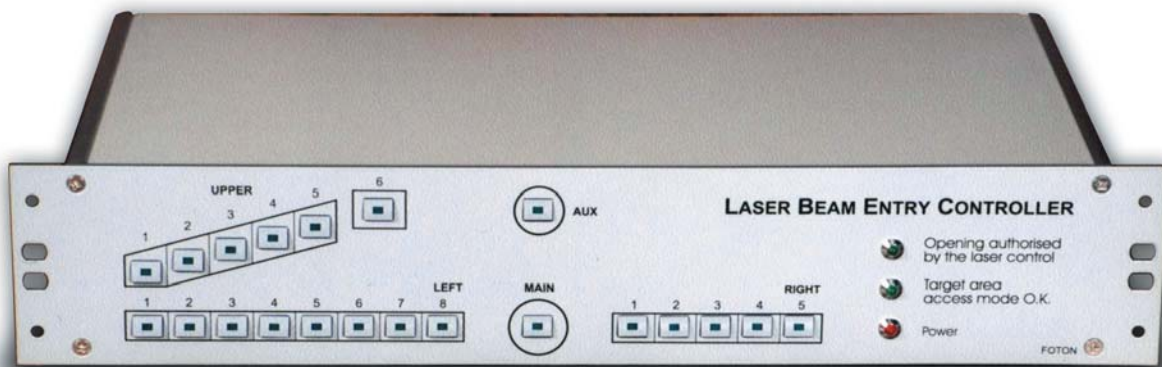 UPPER
1
2
3
4
5
6
AUX
LASER BEAM ENTRY CONTROLLER
Opening authorised
by the laser control
Target area
access mode O.K.
Power
LEFT
1 2 3 4 5 6 7 8
MAIN
RIGHT
1 2 3 4 5
FOTON